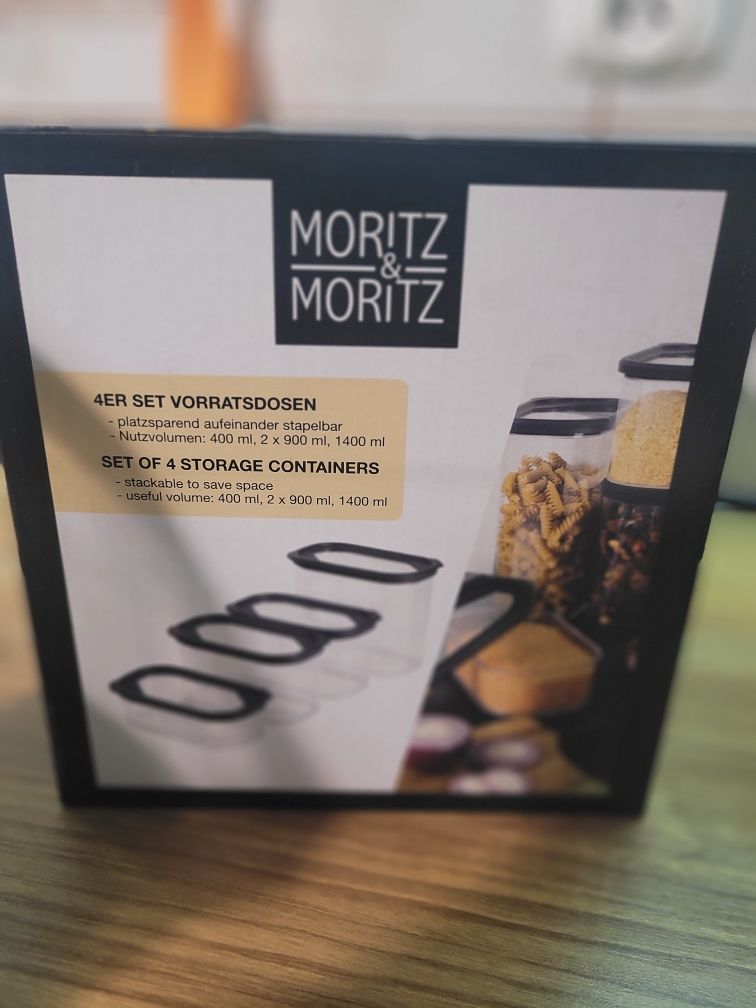 MORITZ
&
MORITZ
4ER SET VORRATSDOSEN
- platzsparend aufeinander stapelbar
- Nutzvolumen: 400 ml, 2 x 900 ml, 1400 ml
SET OF 4 STORAGE CONTAINERS
- stackable to save space
- useful volume: 400 ml, 2 x 900 ml, 1400 ml